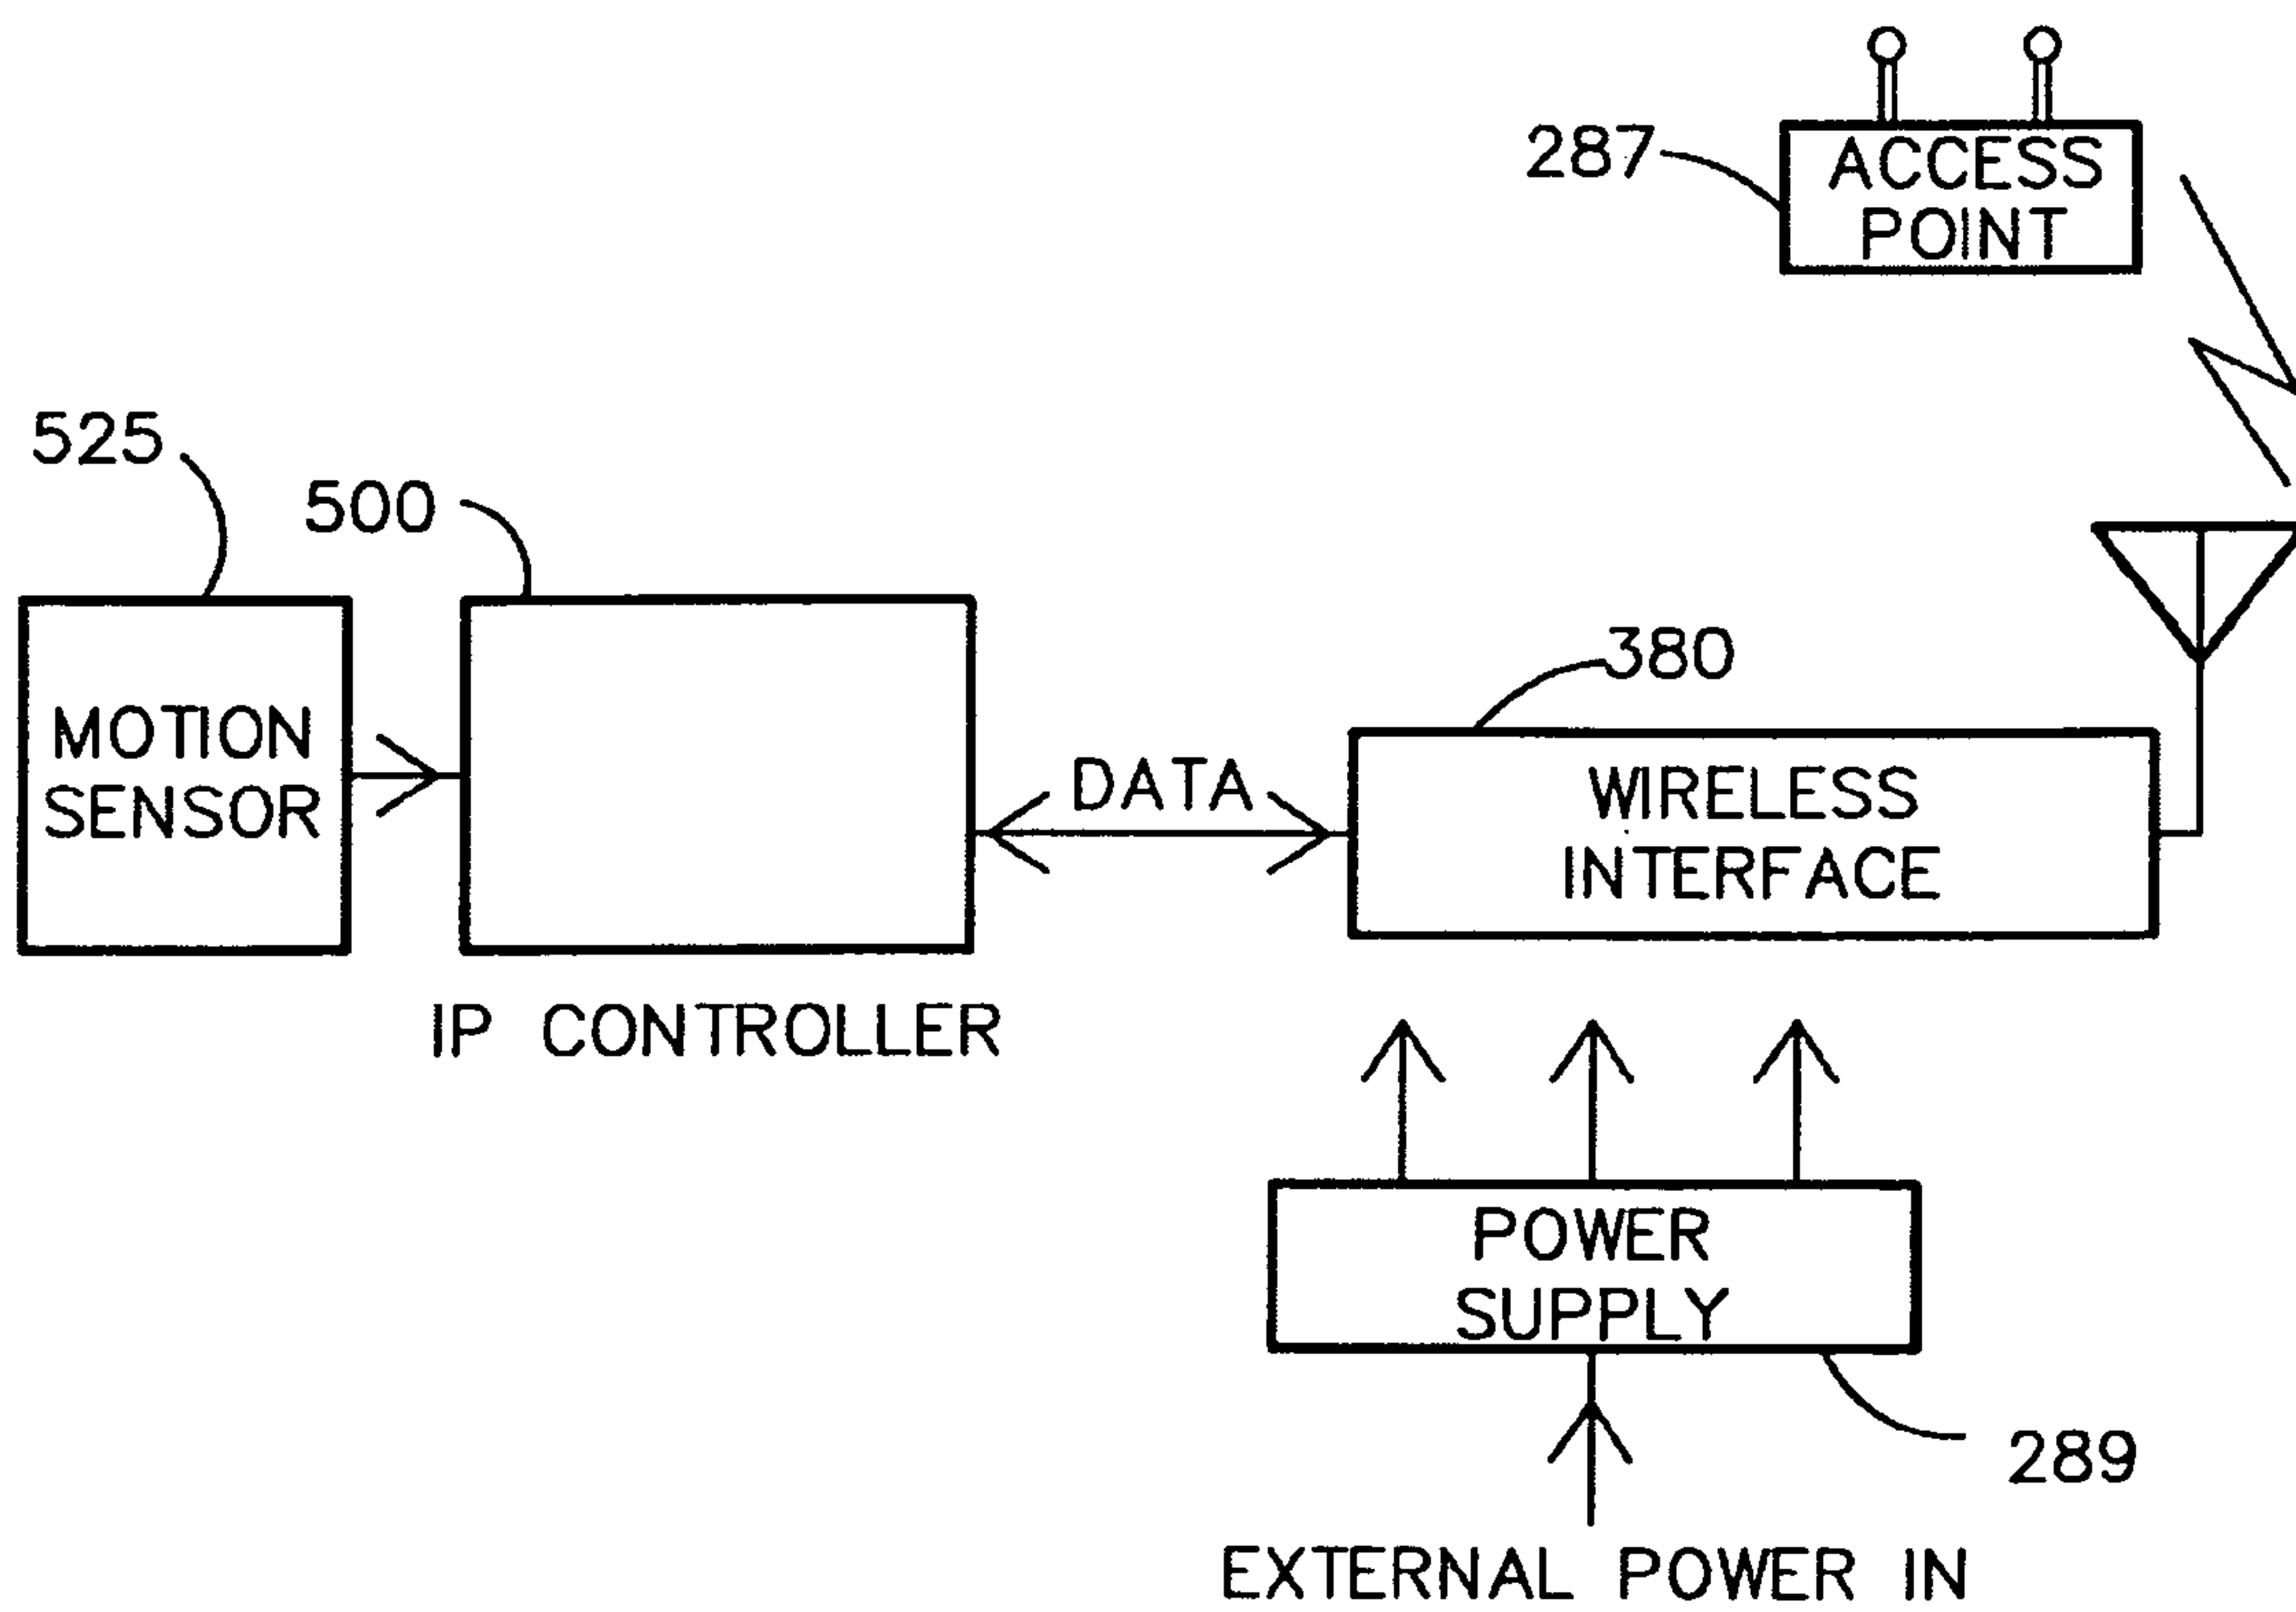 287
ACCESS
POINT
525
500
380
MOTION
SENSOR
DATA
WIRELESS
INTERFACE
IP CONTROLLER
POWER
SUPPLY
289
EXTERNAL POWER IN